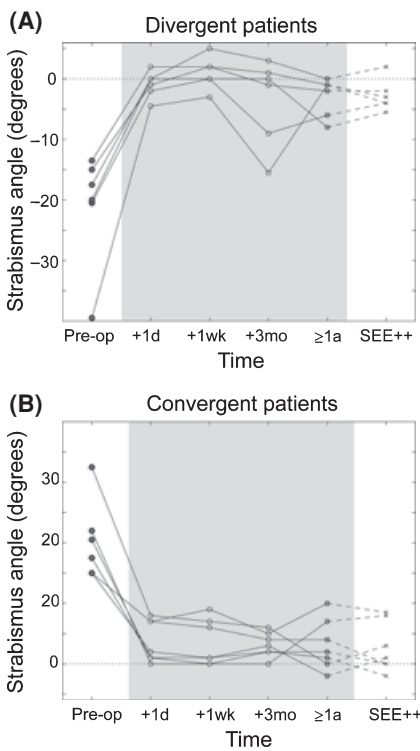 (A)
Divergent patients
Strabismus angle (degrees)
0
−10
−20
−30
Pre-op +1d +1wk +3mo ≥1a SEE++
Time
(B)
Convergent patients
Strabismus angle (degrees)
30
20
20
0
Pre-op +1d +1wk +3mo ≥1a SEE++
Time